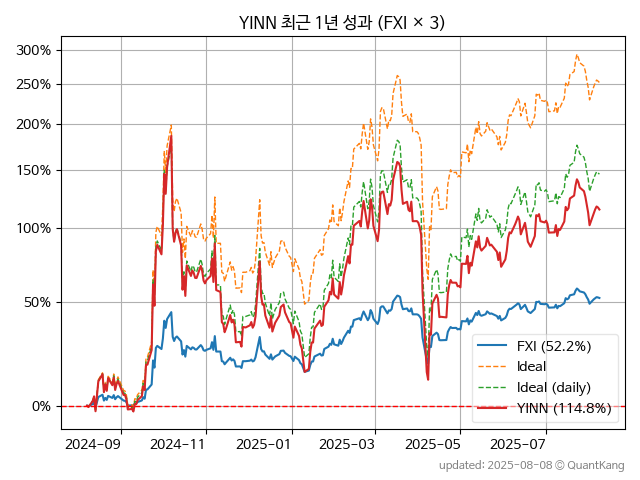 YINN 최근 1년 성과 (FXI × 3)
300%
250%
200%
150%
100%
50%
0%
FXI (52.2%)
Ideal
Ideal (daily)
YINN (114.8%)
2024-09
2024-11
2025-01
2025-03
2025-05
2025-07
updated: 2025-08-08 © QuantKang